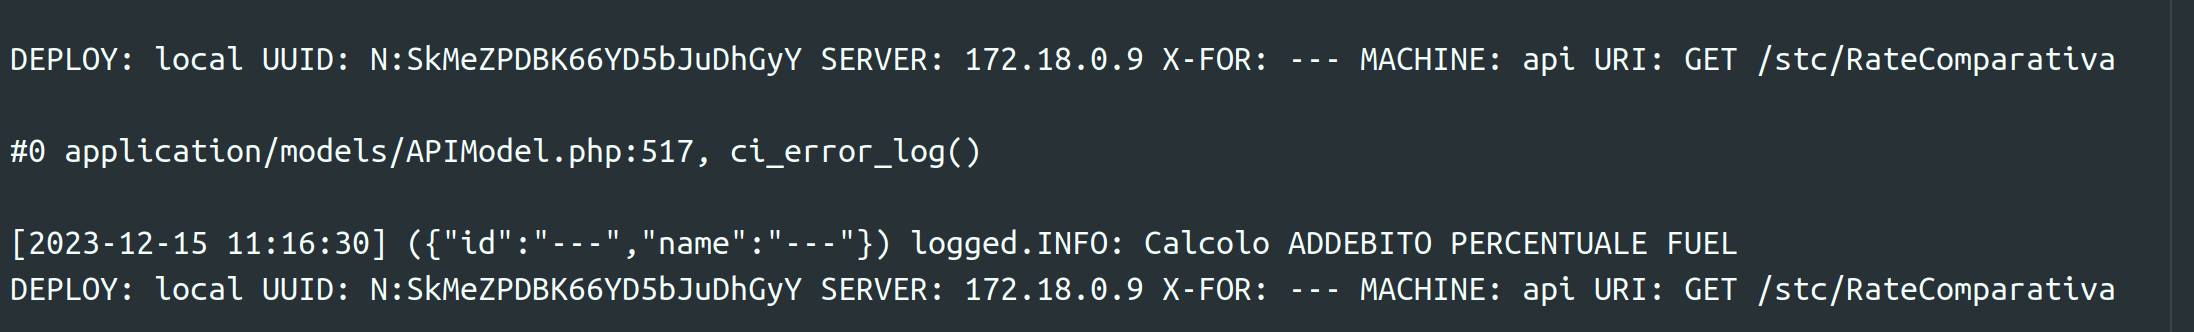 DEPLOY: local UUID: N:SkMeZPDBK66YD5bJuDhGyY SERVER: 172.18.0.9 X-FOR: --- MACHINE: api URI: GET /stc/RateComparativa
#0 application/models/APIModel.php:517, ci_error_log()
[2023-12-15 11:16:30] ({"id":"---","name":"---"}) logged.INFO: Calcolo ADDEBITO PERCENTUALE FUEL
DEPLOY: local UUID: N:SkMeZPDBK66YD5bJuDhGyY SERVER: 172.18.0.9 X-FOR: --- MACHINE: api URI: GET /stc/RateComparativa